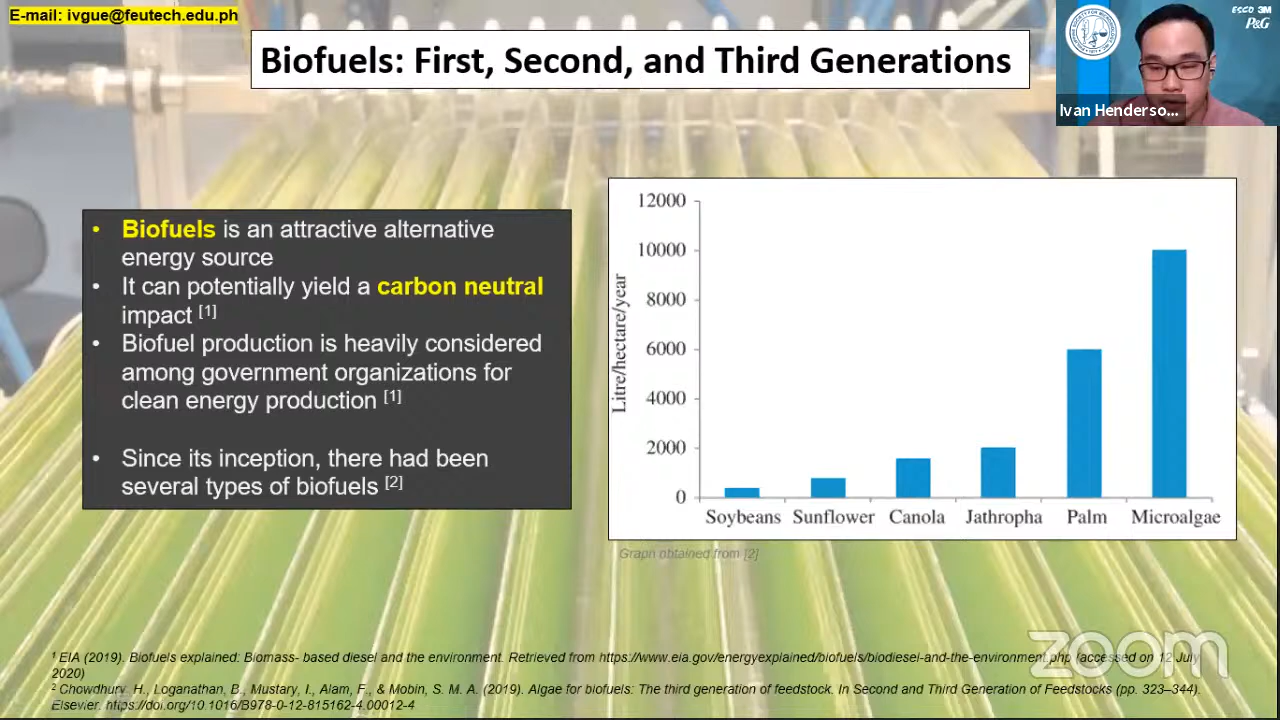 E-mail: ivgue@feutech.edu.ph
Biofuels: First, Second, and Third Generations
ESCO 3M
P&G
Ivan Henderso...
• Biofuels is an attractive alternative
energy source
• It can potentially yield a carbon neutral
impact [1]
• Biofuel production is heavily considered
among government organizations for
clean energy production [1]
• Since its inception, there had been
several types of biofuels [2]
Litre/hectare/year
12000
10000
8000
6000
4000
2000
0
Soybeans Sunflower Canola Jathropha Palm Microalgae
Graph obtained from [2]
zoom
1 EIA (2019). Biofuels explained: Biomass- based diesel and the environment. Retrieved from https://www.eia.gov/energyexplained/biofuels/biodiesel-and-the-environment.php (accessed on 12 July
2020)
2 Chowdhury, H., Loganathan, B., Mustary, I., Alam, F., & Mobin, S. M. A. (2019). Algae for biofuels: The third generation of feedstock. In Second and Third Generation of Feedstocks (pp. 323–344).
Elsevier. https://doi.org/10.1016/B978-0-12-815162-4.00012-4